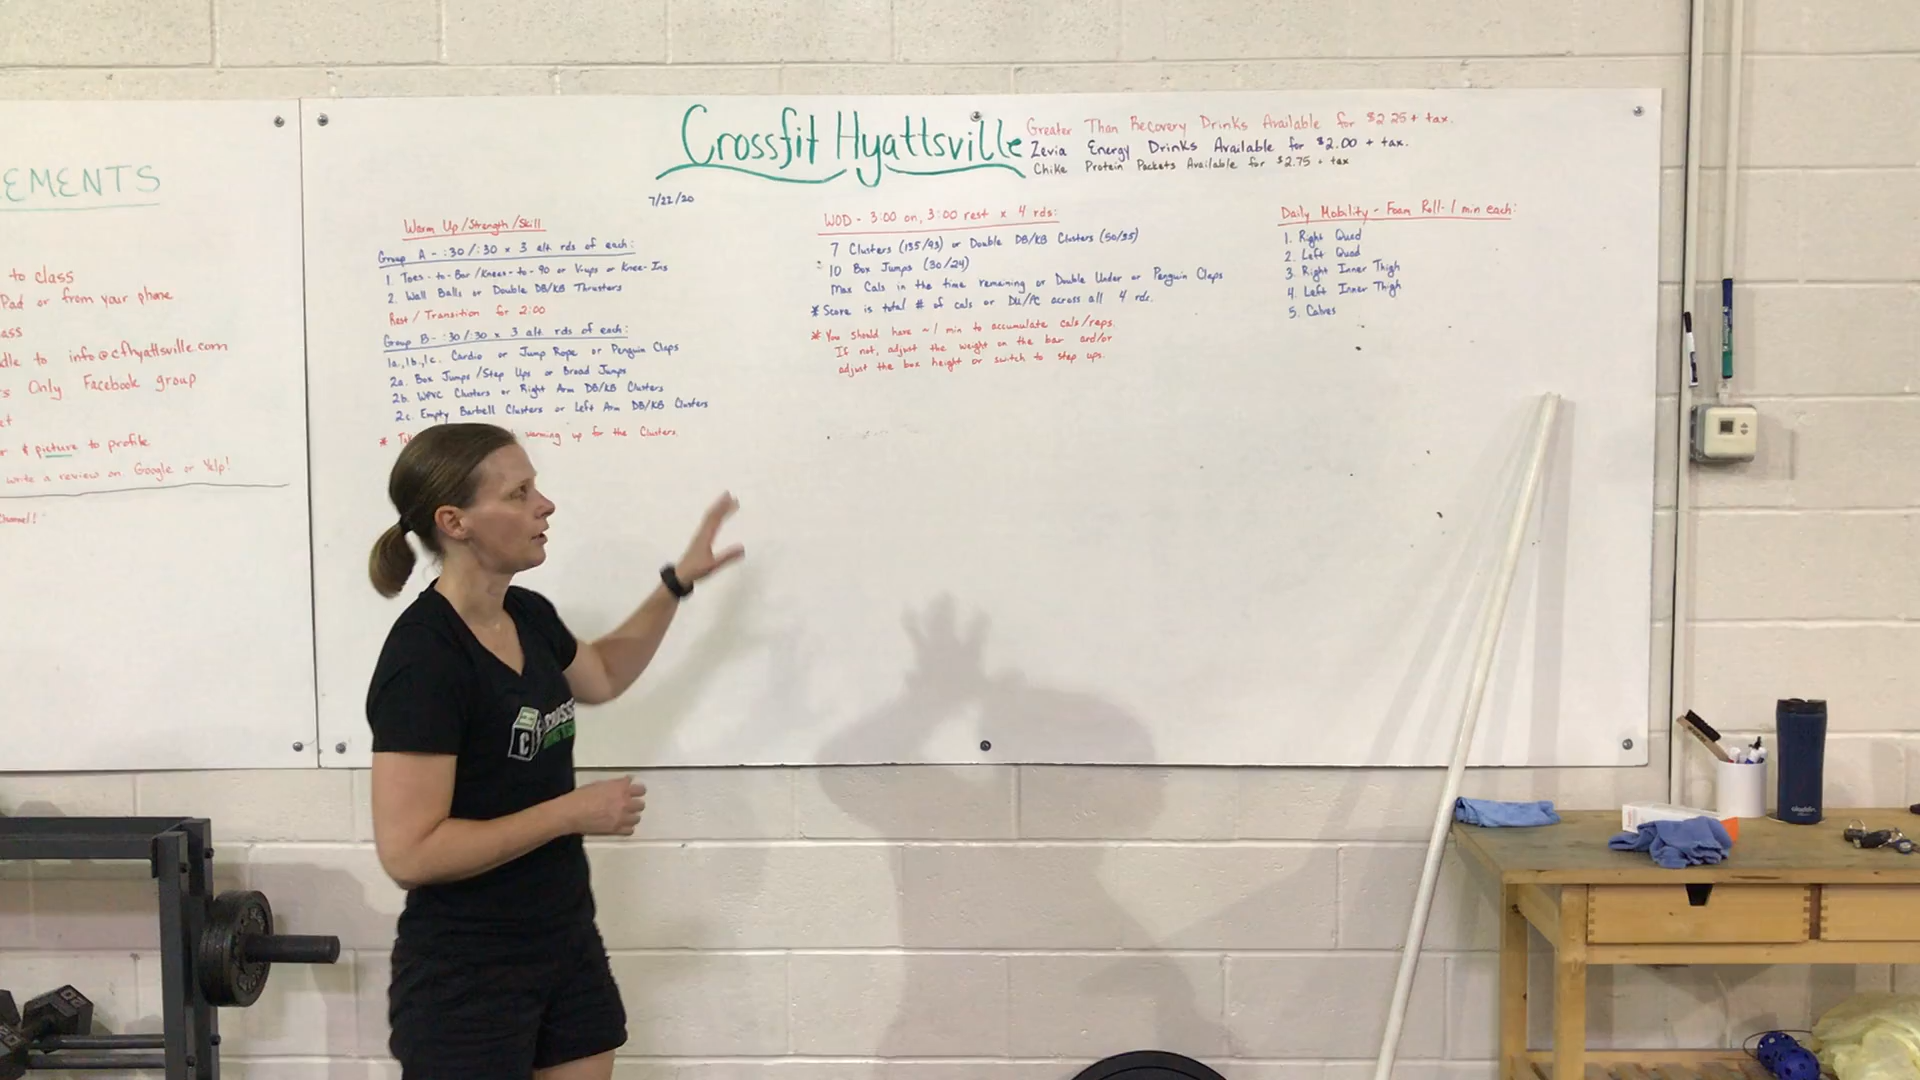 EMENTS
to class
Pad or from your phone
ass
dle to info@cfhyattsville.com
s Only Facebook group
et
r & picture to profile
write a review on Google or Yelp!
Channel!
Crossfit Hyattsville
Greater Than Recovery Drinks Available for $2.25 + tax.
Zevia Energy Drinks Available for $2.00 + tax.
Chike Protein Packets Available for $2.75 + tax
7/22/20
Warm Up/Strength/Skill
Group A - :30/:30 x 3 alt. rds of each:
1. Toes-to-Bar/Knees-to-90 or V-ups or Knee-Ins
2. Wall Balls or Double DB/KB Thrusters
Rest/Transition for 2:00
Group B - :30/:30 x 3 alt. rds of each:
1a.,1b.,1c. Cardio or Jump Rope or Penguin Claps
2a. Box Jumps/Step Ups or Broad Jumps
2b. WPVC Clusters or Right Arm DB/KB Clusters
2c. Empty Barbell Clusters or Left Arm DB/KB Clusters
* warming up for the Clusters.
WOD - 3:00 on, 3:00 rest x 4 rds:
7 Clusters (135/93) or Double DB/KB Clusters (50/35)
10 Box Jumps (30/24)
Max Cals in the time remaining or Double Under or Penguin Claps
* Score is total # of cals or DU/PC across all 4 rds.
* You should have ~1 min to accumulate cals/reps.
If not, adjust the weight on the bar and/or
adjust the box height or switch to step ups.
Daily Mobility - Foam Roll - 1 min each:
1. Right Quad
2. Left Quad
3. Right Inner Thigh
4. Left Inner Thigh
5. Calves
aladdin
20